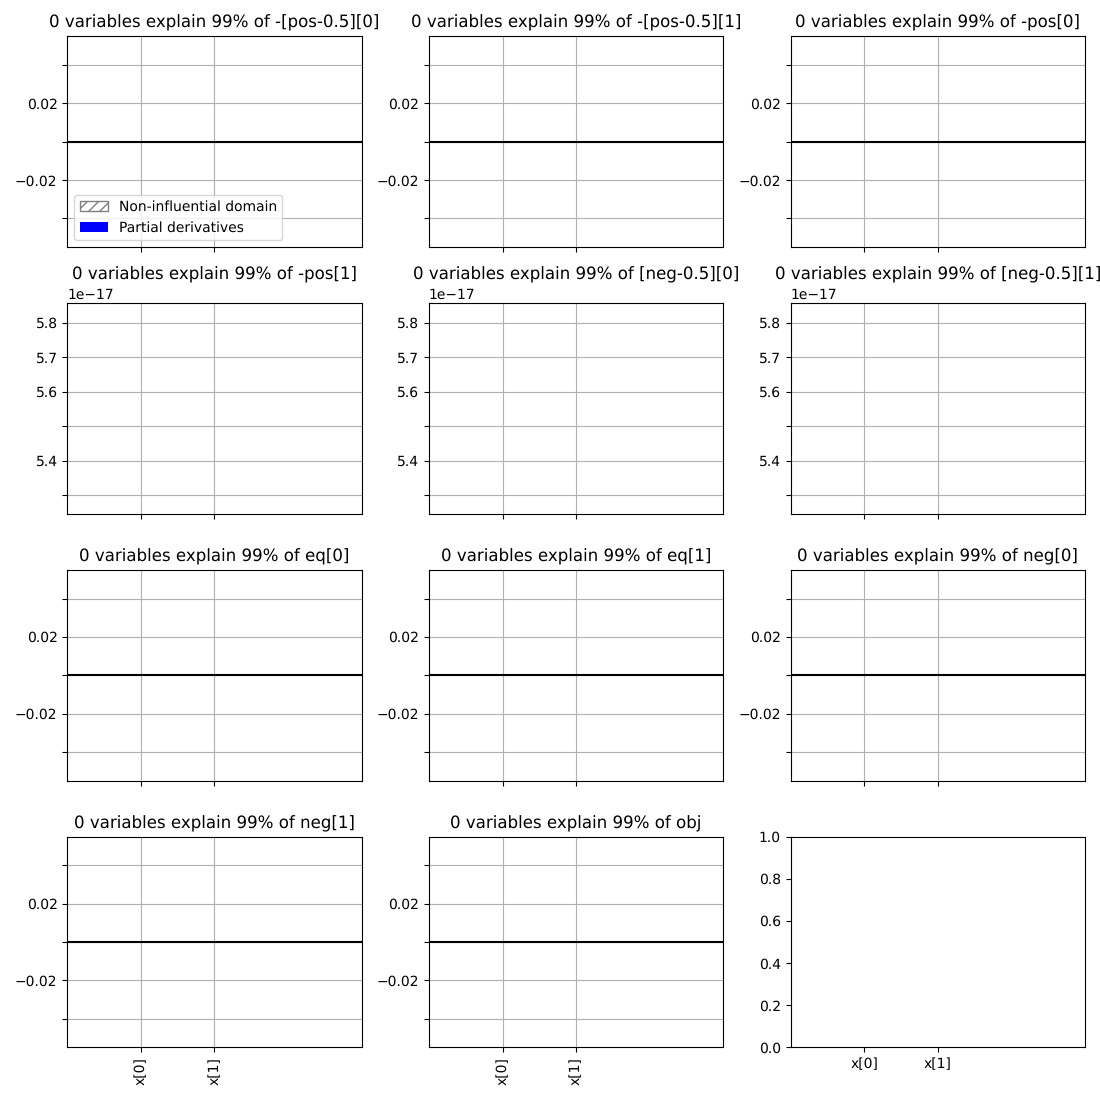 0 variables explain 99% of -[pos-0.5][0]
0 variables explain 99% of -[pos-0.5][1]
0 variables explain 99% of -pos[0]
0.02
−0.02
Non-influential domain
Partial derivatives
0.02
−0.02
0.02
−0.02
0 variables explain 99% of -pos[1]
0 variables explain 99% of [neg-0.5][0]
0 variables explain 99% of [neg-0.5][1]
1e−17
5.8
5.7
5.6
5.4
1e−17
5.8
5.7
5.6
5.4
1e−17
5.8
5.7
5.6
5.4
0 variables explain 99% of eq[0]
0 variables explain 99% of eq[1]
0 variables explain 99% of neg[0]
0.02
−0.02
0.02
−0.02
0.02
−0.02
0 variables explain 99% of neg[1]
0 variables explain 99% of obj
0.02
−0.02
x[0]
x[1]
0.02
−0.02
x[0]
x[1]
1.0
0.8
0.6
0.4
0.2
0.0
x[0]
x[1]